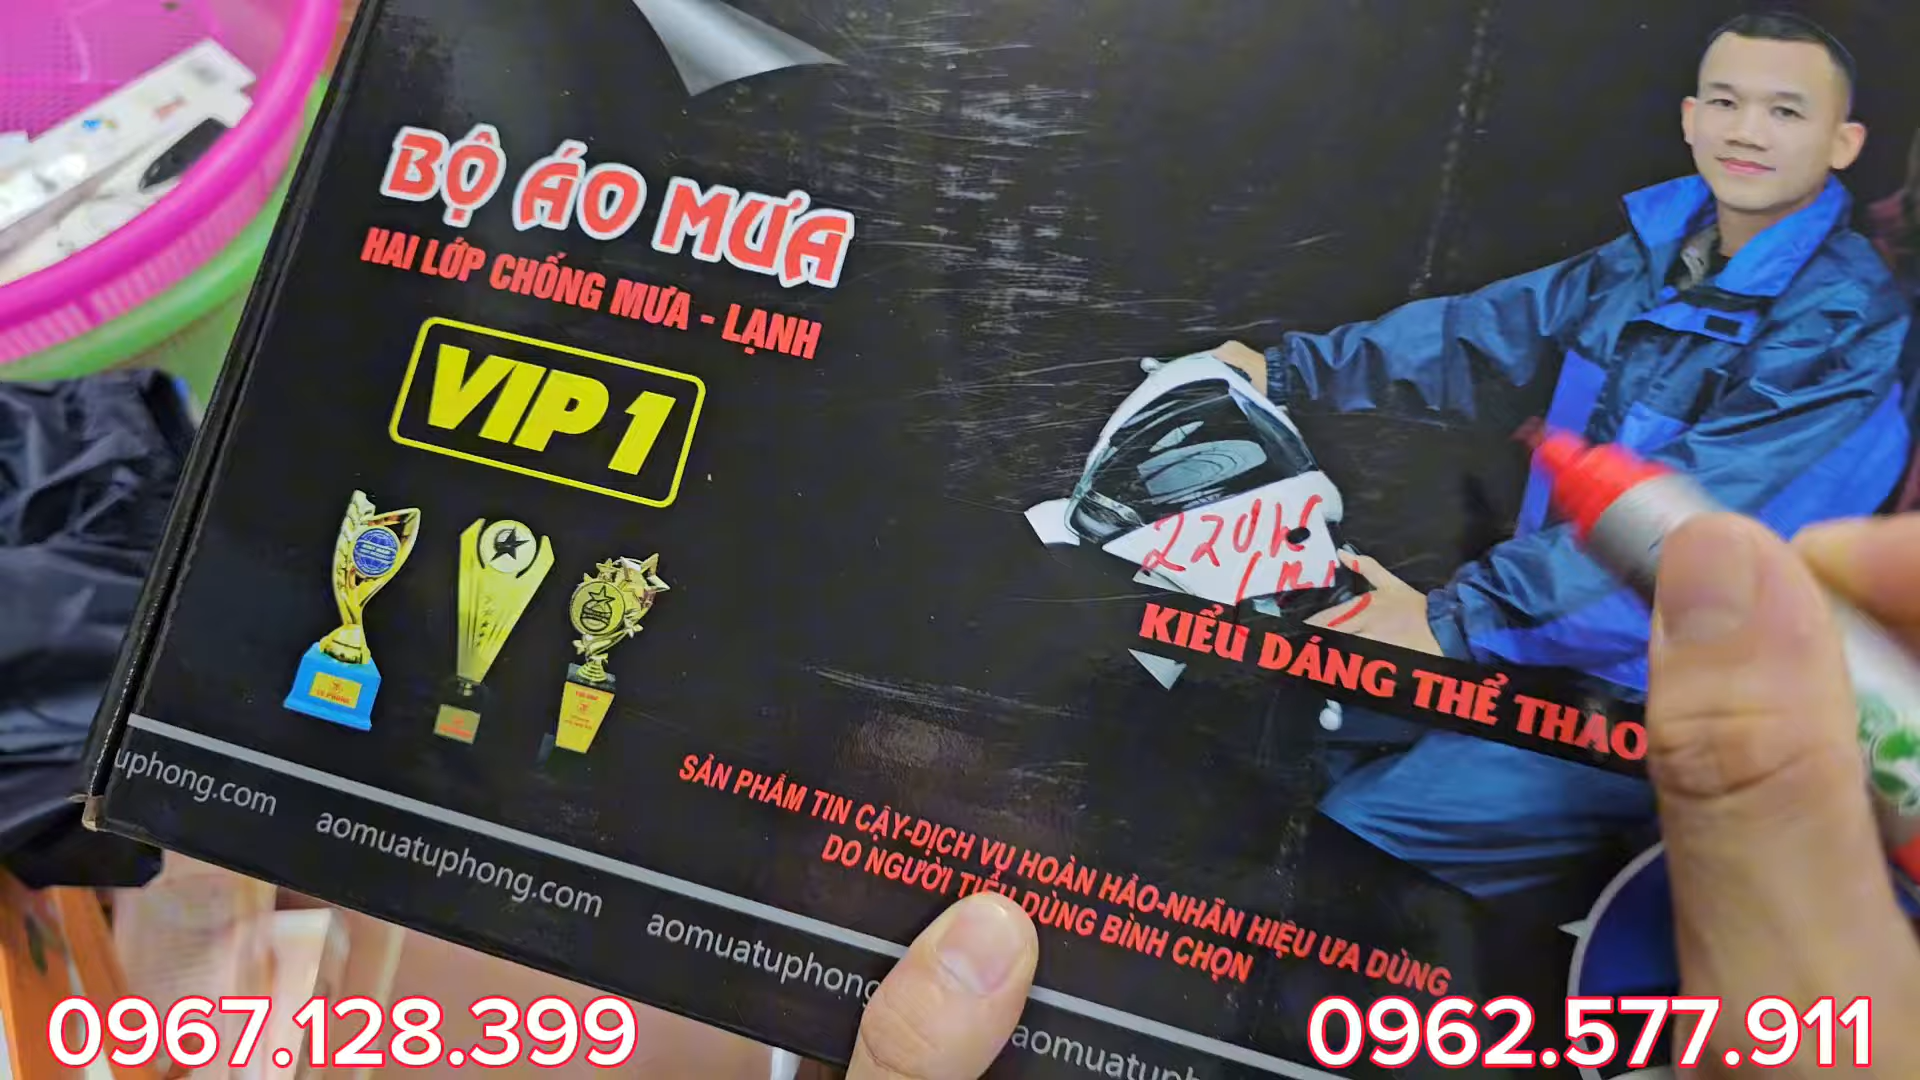 BỘ ÁO MƯA
HAI LỚP CHỐNG MƯA - LẠNH
VIP 1
220K
KIỂU DÁNG THỂ THAO
SẢN PHẨM TIN CẬY-DỊCH VỤ HOÀN HẢO-NHÃN HIỆU ƯA DÙNG
DO NGƯỜI TIÊU DÙNG BÌNH CHỌN
uphong.com aomuatuphong.com aomuatuphong aomuatuph
0967.128.399
0962.577.911